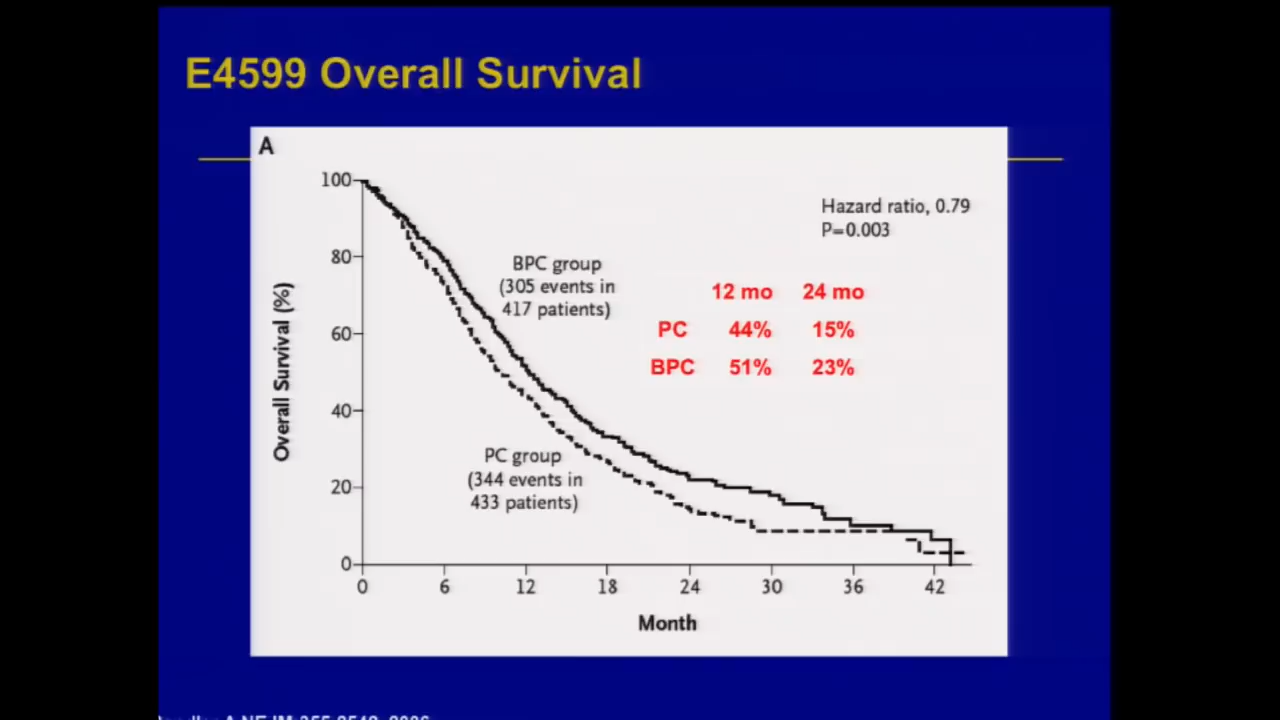 E4599 Overall Survival
A
100
80
60
40
20
0
Overall Survival (%)
Hazard ratio, 0.79
P=0.003
BPC group
(305 events in
417 patients)
12 mo 24 mo
PC 44% 15%
BPC 51% 23%
PC group
(344 events in
433 patients)
0 6 12 18 24 30 36 42
Month